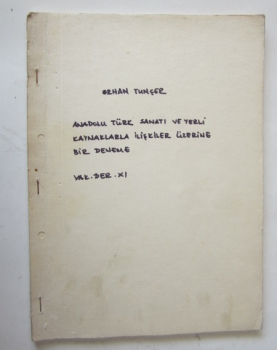 ORHAN TUNÇER
ANADOLU TÜRK SANATI VE YERLİ
KAYNAKLARLA İLİŞKİLER ÜZERİNE
BİR DENEME
VAK. DER. XI